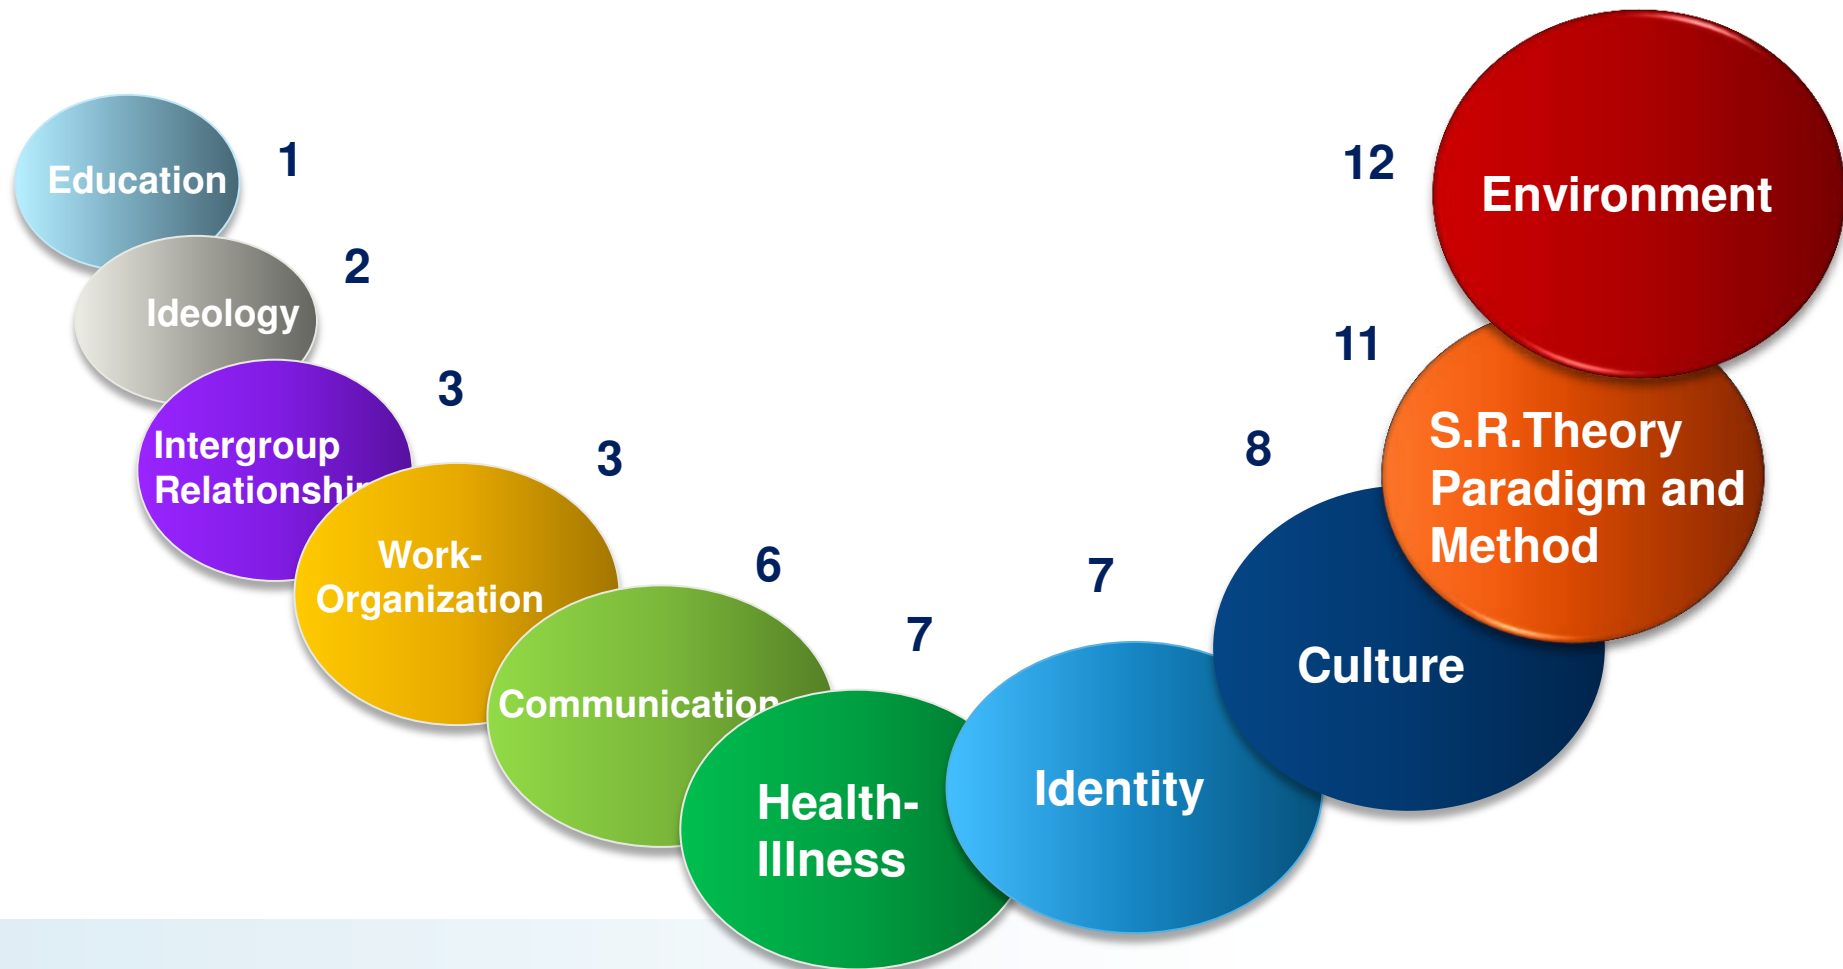 Education
1
Ideology
2
Intergroup
Relationship
3
Work-
Organization
3
Communication
6
Health-
Illness
7
Identity
7
Culture
8
S.R.Theory
Paradigm and
Method
11
Environment
12